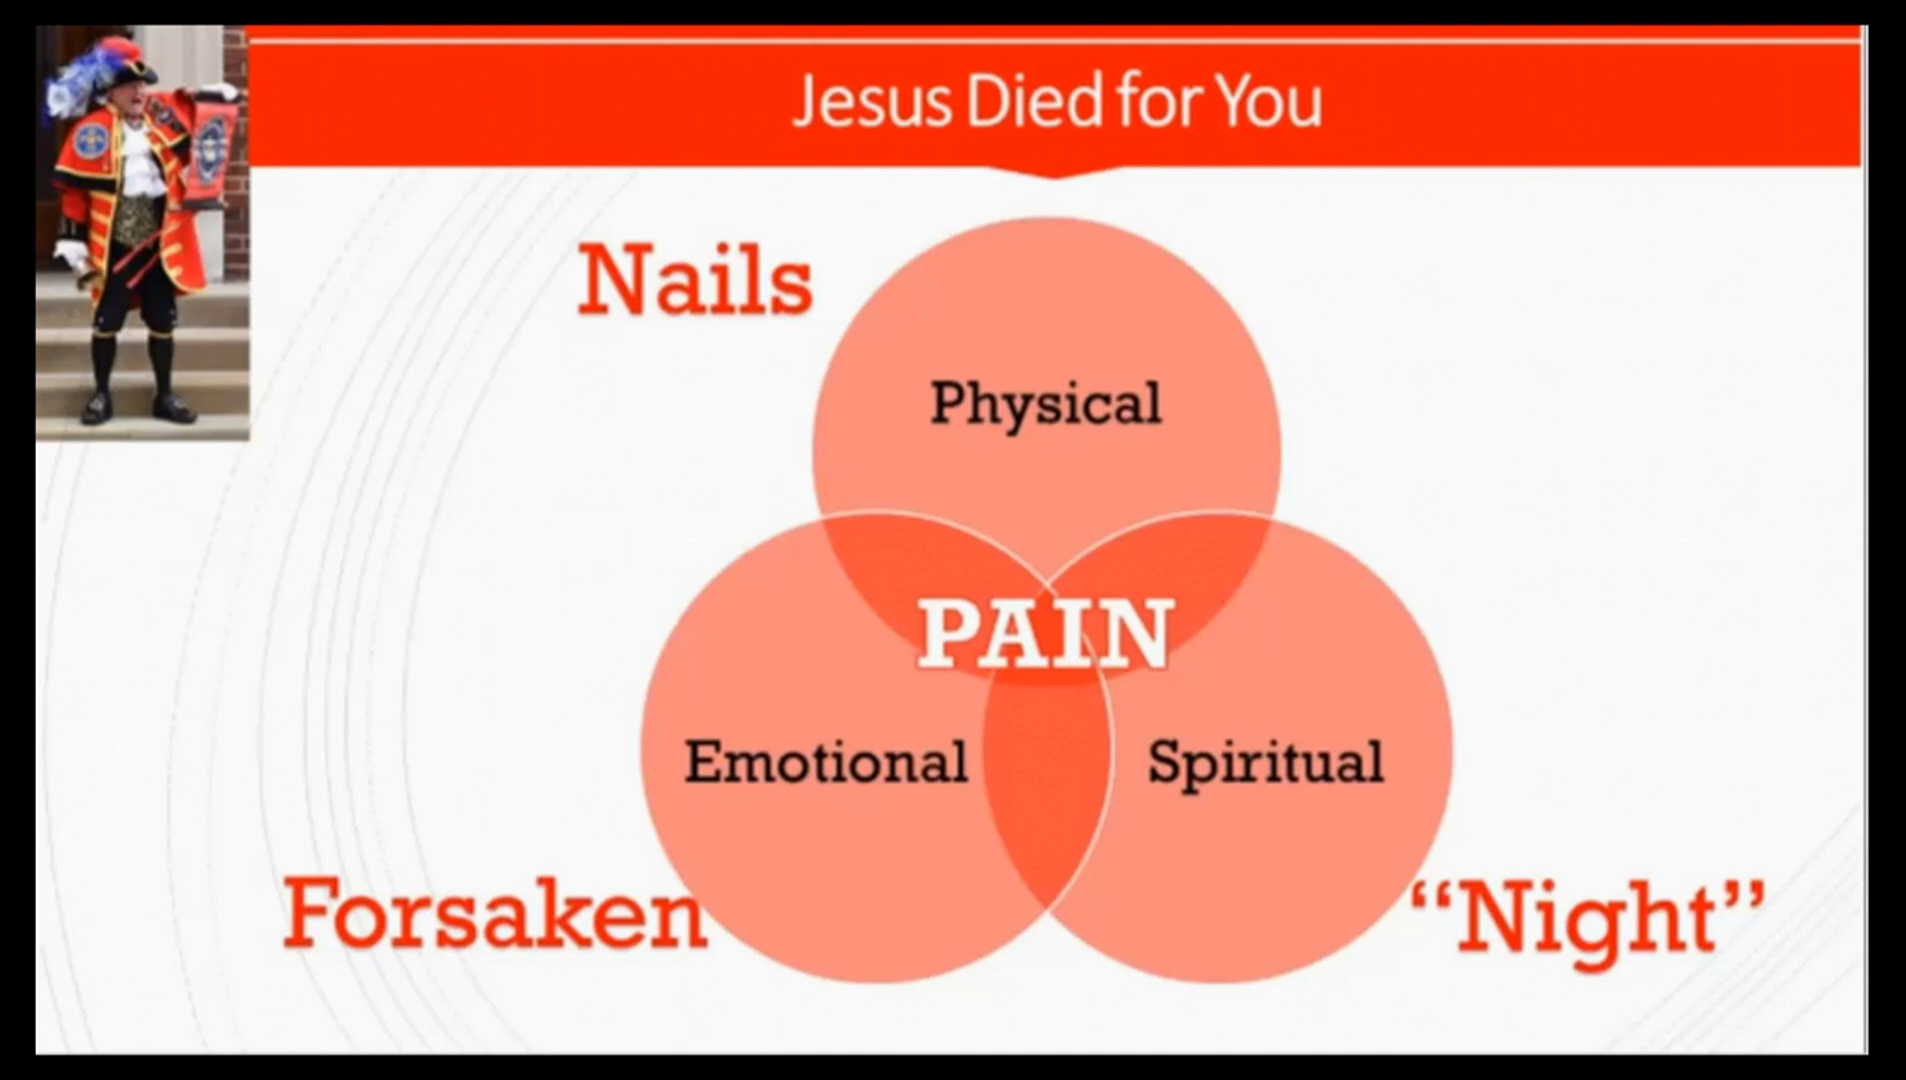 Jesus Died for You
Nails
Physical
PAIN
Emotional
Spiritual
Forsaken
“Night”